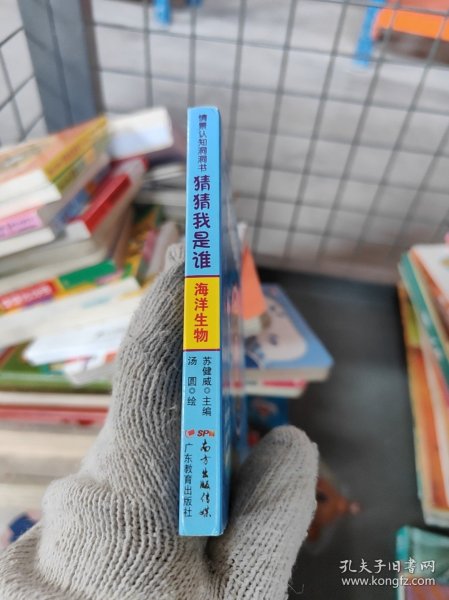 情景认知洞洞书
猜猜我是谁
海洋生物
苏健威○主编
汤圆○绘
SPM
南方出版传媒
广东教育出版社
孔夫子旧书网
www.kongfz.com